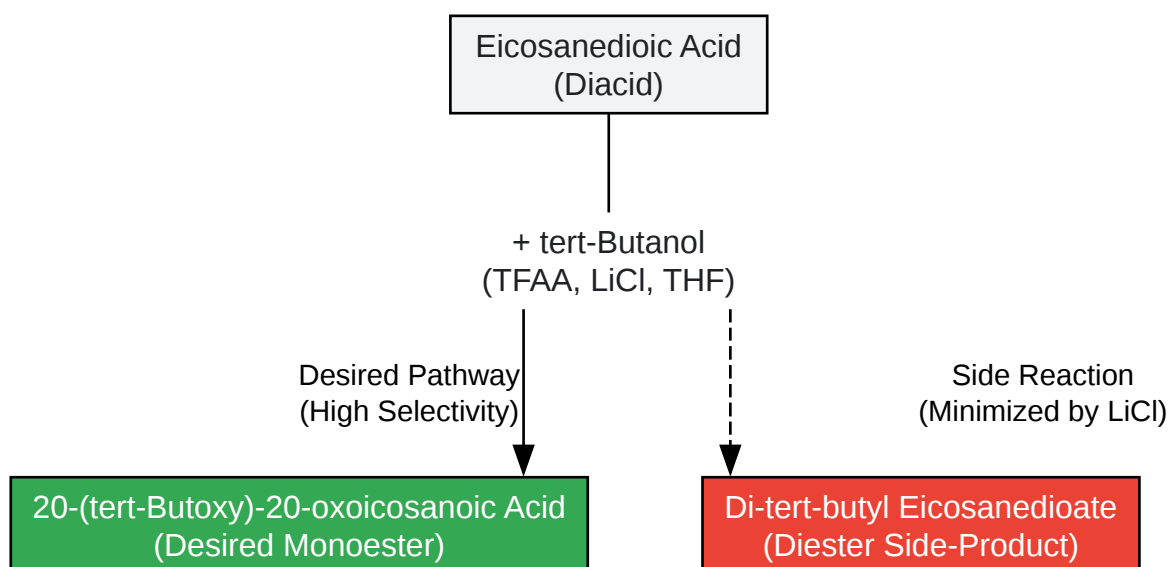 Eicosanedioic Acid
(Diacid)
+ tert-Butanol
(TFAA, LiCl, THF)
Desired Pathway
(High Selectivity)
Side Reaction
(Minimized by LiCl)
20-(tert-Butoxy)-20-oxoicosanoic Acid
(Desired Monoester)
Di-tert-butyl Eicosanedioate
(Diester Side-Product)